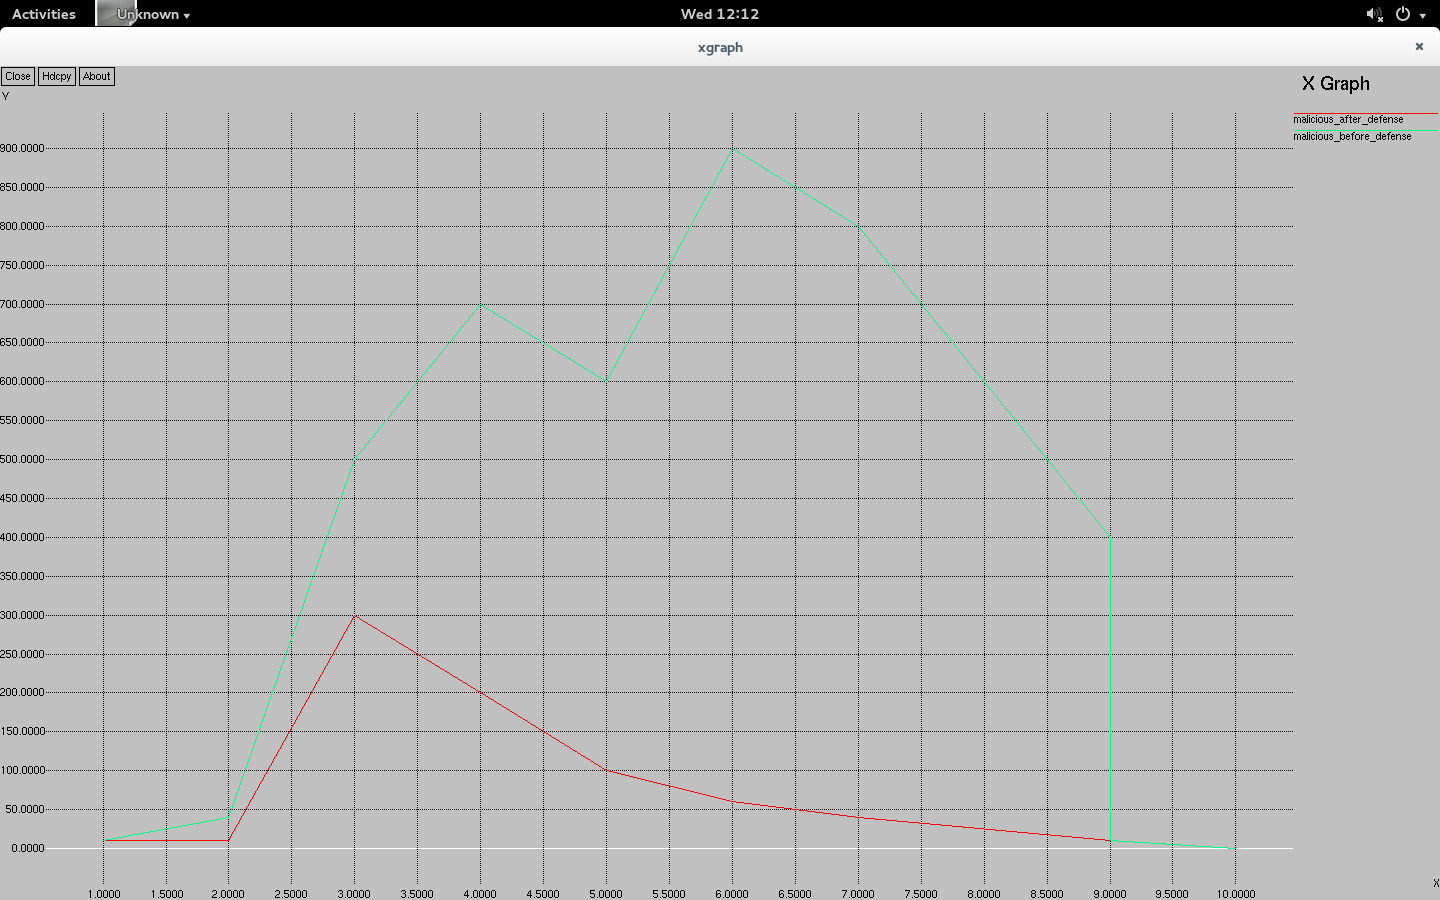 Activities Unknown Wed 12:12
xgraph ×
Close Hdcpy About
X Graph
Y
malicious_after_defense
malicious_before_defense
900.0000
850.0000
800.0000
750.0000
700.0000
650.0000
600.0000
550.0000
500.0000
450.0000
400.0000
350.0000
300.0000
250.0000
200.0000
150.0000
100.0000
50.0000
0.0000
X
1.0000 1.5000 2.0000 2.5000 3.0000 3.5000 4.0000 4.5000 5.0000 5.5000 6.0000 6.5000 7.0000 7.5000 8.0000 8.5000 9.0000 9.5000 10.0000